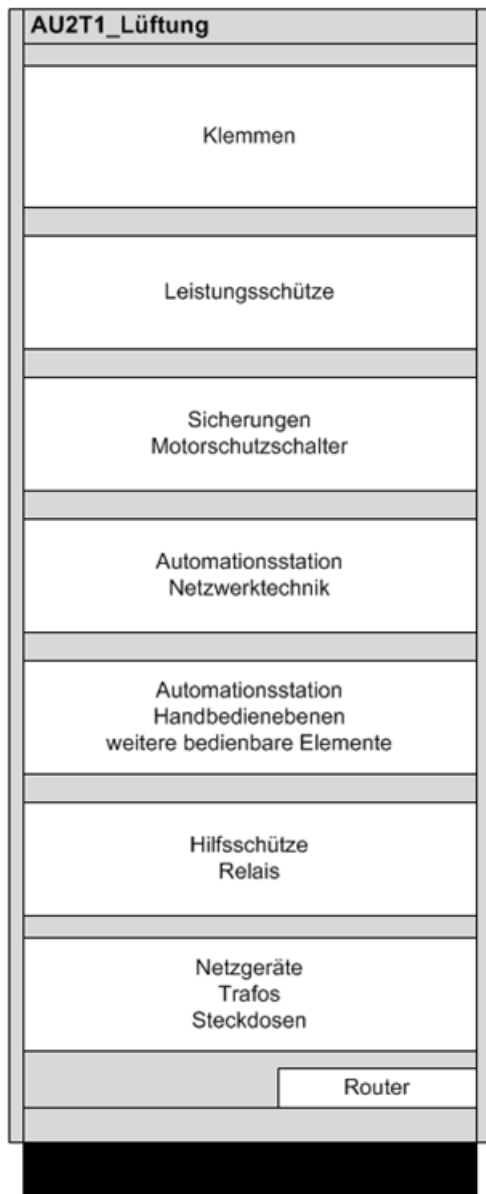 AU2T1_Lüftung
Klemmen
Leistungsschütze
Sicherungen
Motorschutzschalter
Automationsstation
Netzwerktechnik
Automationsstation
Handbedienebenen
weitere bedienbare Elemente
Hilfsschütze
Relais
Netzgeräte
Trafos
Steckdosen
Router